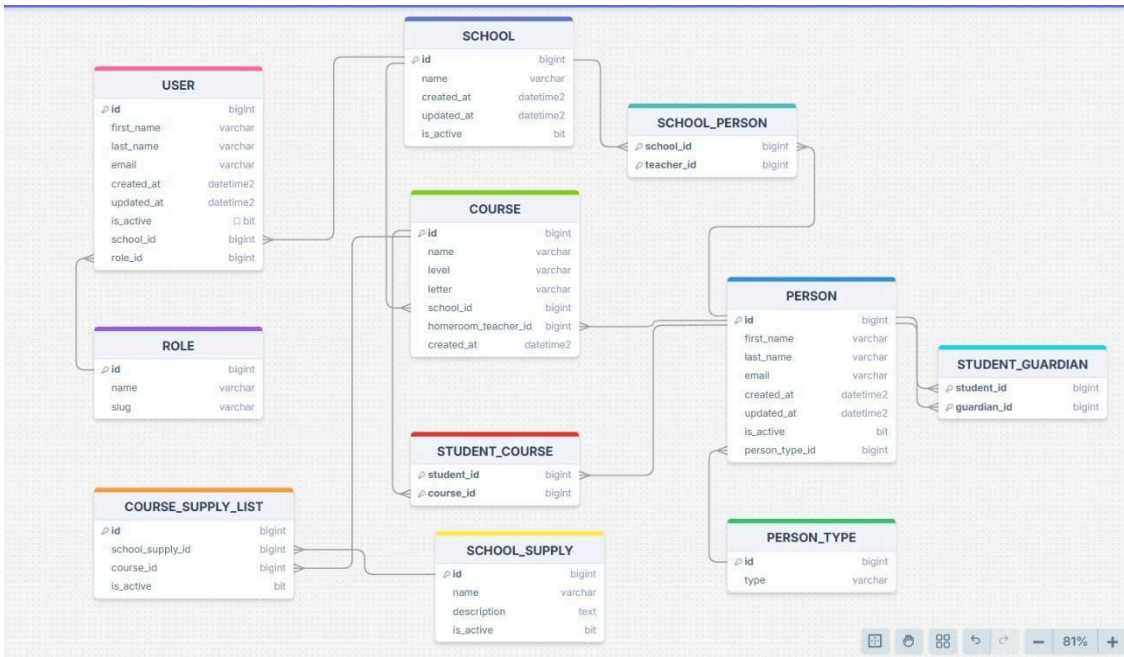 SCHOOL
id bigint
name varchar
created_at datetime2
updated_at datetime2
is_active bit
USER
id bigint
first_name varchar
last_name varchar
email varchar
created_at datetime2
updated_at datetime2
is_active bit
school_id bigint
role_id bigint
SCHOOL_PERSON
school_id bigint
teacher_id bigint
COURSE
id bigint
name varchar
level varchar
letter varchar
school_id bigint
homeroom_teacher_id bigint
created_at datetime2
PERSON
id bigint
first_name varchar
last_name varchar
email varchar
created_at datetime2
updated_at datetime2
is_active bit
person_type_id bigint
ROLE
id bigint
name varchar
slug varchar
STUDENT_GUARDIAN
student_id bigint
guardian_id bigint
STUDENT_COURSE
student_id bigint
course_id bigint
COURSE_SUPPLY_LIST
id bigint
school_supply_id bigint
course_id bigint
is_active bit
SCHOOL_SUPPLY
id bigint
name varchar
description text
is_active bit
PERSON_TYPE
id bigint
type varchar
81%